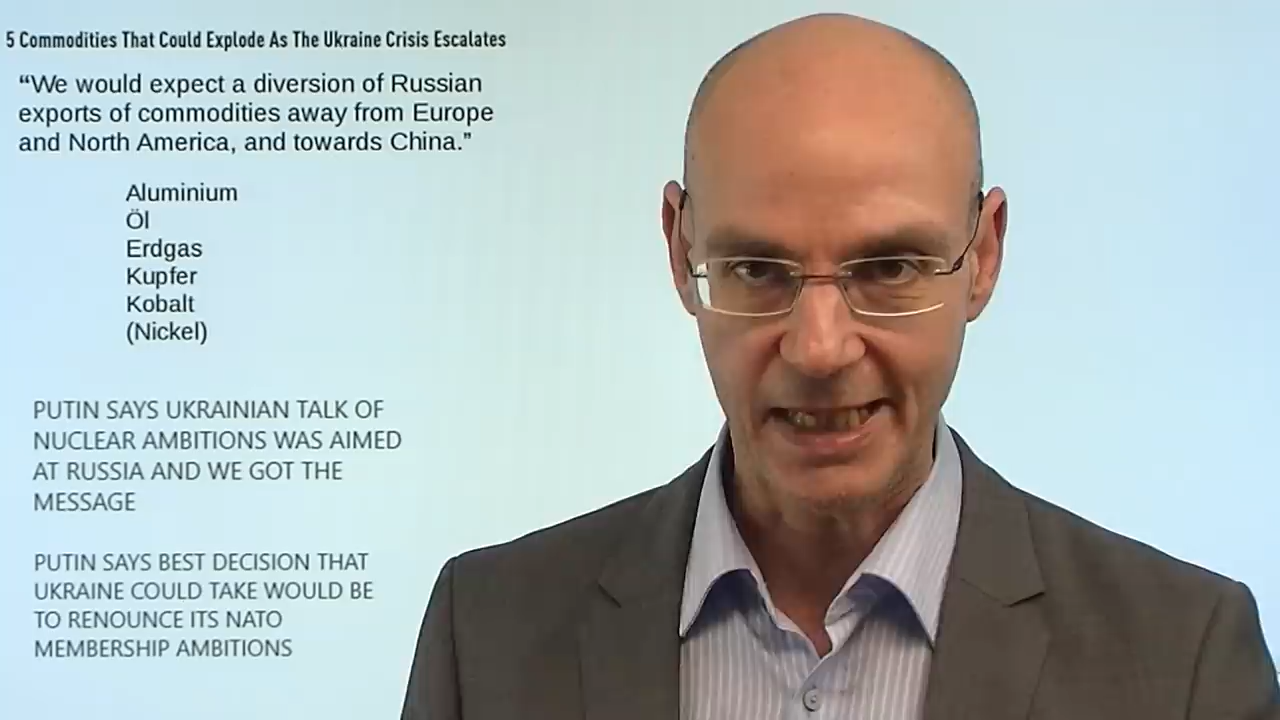 5 Commodities That Could Explode As The Ukraine Crisis Escalates
“We would expect a diversion of Russian
exports of commodities away from Europe
and North America, and towards China.”
Aluminium
Öl
Erdgas
Kupfer
Kobalt
(Nickel)
PUTIN SAYS UKRAINIAN TALK OF
NUCLEAR AMBITIONS WAS AIMED
AT RUSSIA AND WE GOT THE
MESSAGE
PUTIN SAYS BEST DECISION THAT
UKRAINE COULD TAKE WOULD BE
TO RENOUNCE ITS NATO
MEMBERSHIP AMBITIONS